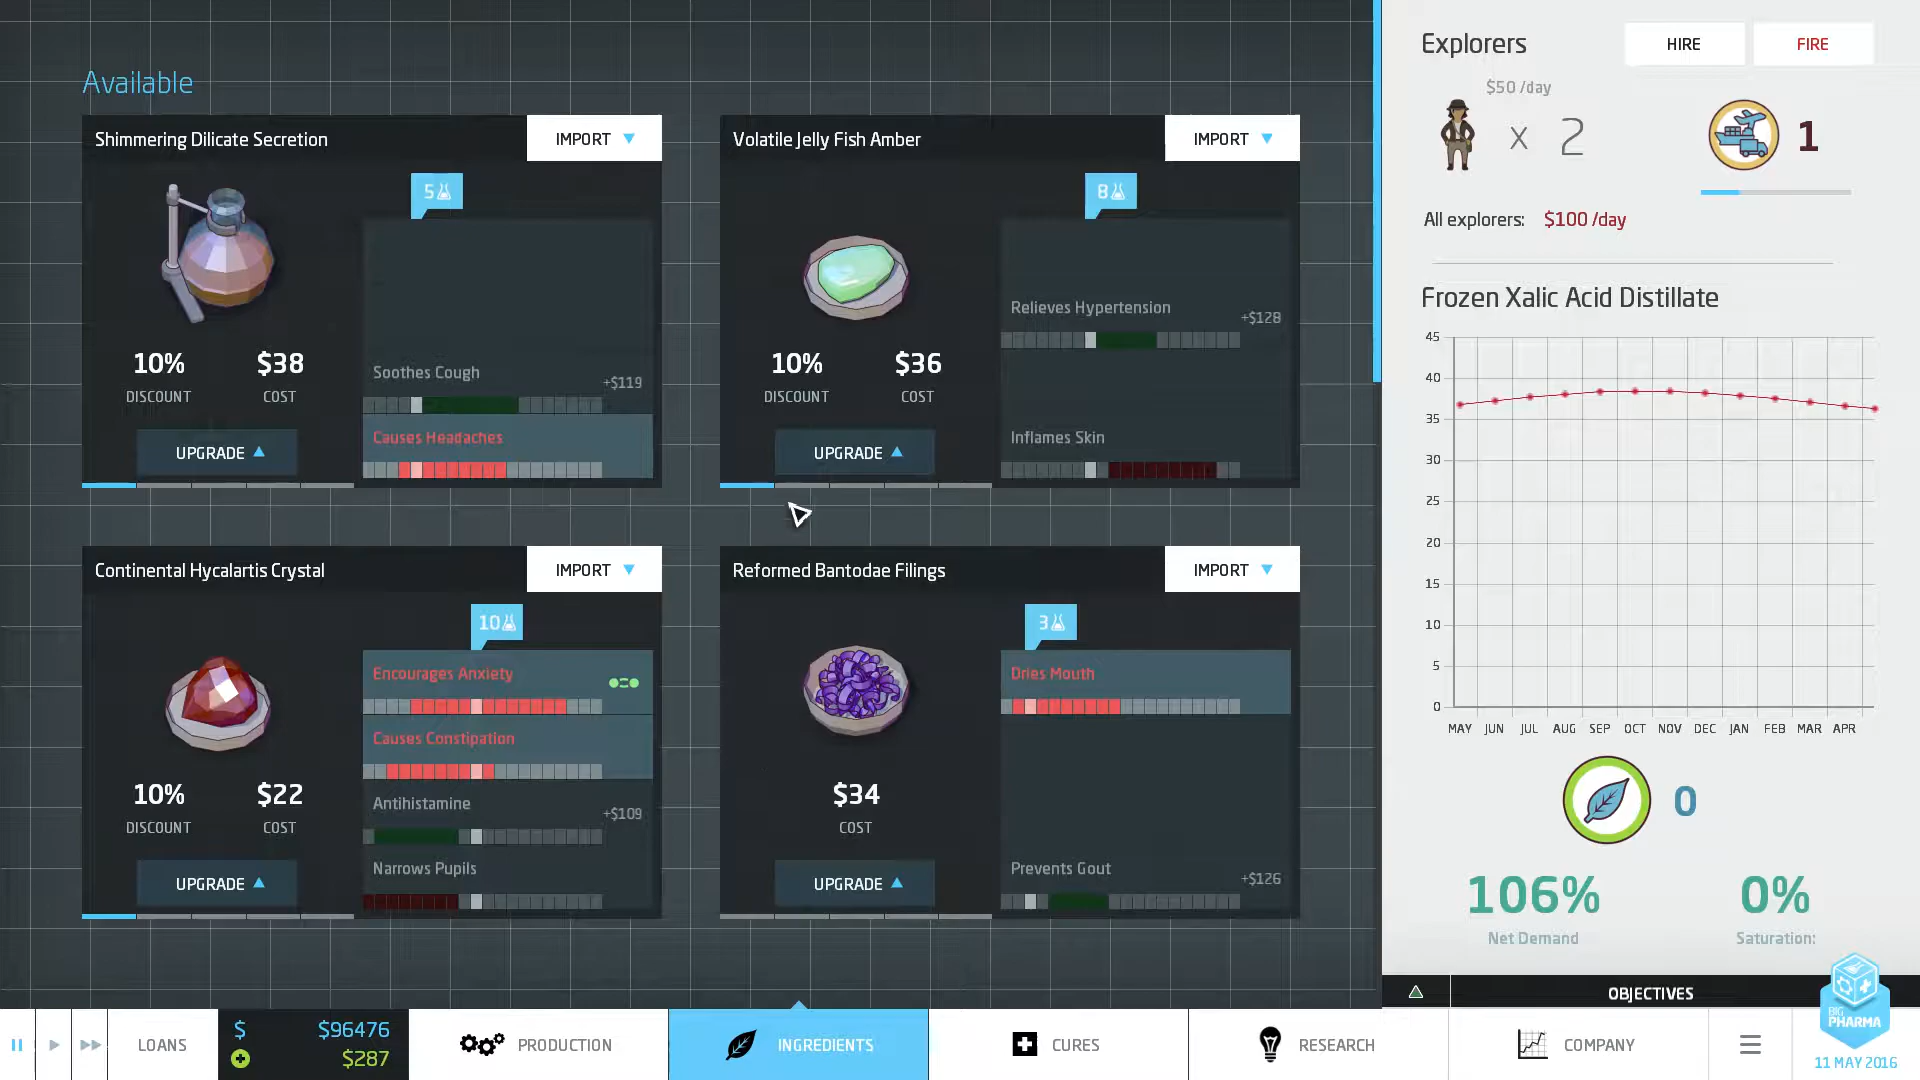 Available
Shimmering Dilicate Secretion
IMPORT
5
Soothes Cough
+$119
Causes Headaches
10%
DISCOUNT
$38
COST
UPGRADE
Volatile Jelly Fish Amber
IMPORT
8
Relieves Hypertension
+$128
Inflames Skin
10%
DISCOUNT
$36
COST
UPGRADE
Continental Hycalartis Crystal
IMPORT
10
Encourages Anxiety
Causes Constipation
Antihistamine
+$109
Narrows Pupils
10%
DISCOUNT
$22
COST
UPGRADE
Reformed Bantodae Filings
IMPORT
3
Dries Mouth
Prevents Gout
+$126
$34
COST
UPGRADE
Explorers
HIRE
FIRE
$50 /day
x 2
1
All explorers: $100 /day
Frozen Xalic Acid Distillate
45
40
35
30
25
20
15
10
5
0
MAY JUN JUL AUG SEP OCT NOV DEC JAN FEB MAR APR
0
106%
Net Demand
0%
Saturation:
OBJECTIVES
LOANS
$ $96476
$287
PRODUCTION
INGREDIENTS
CURES
RESEARCH
COMPANY
BIG
PHARMA
11 MAY 2016